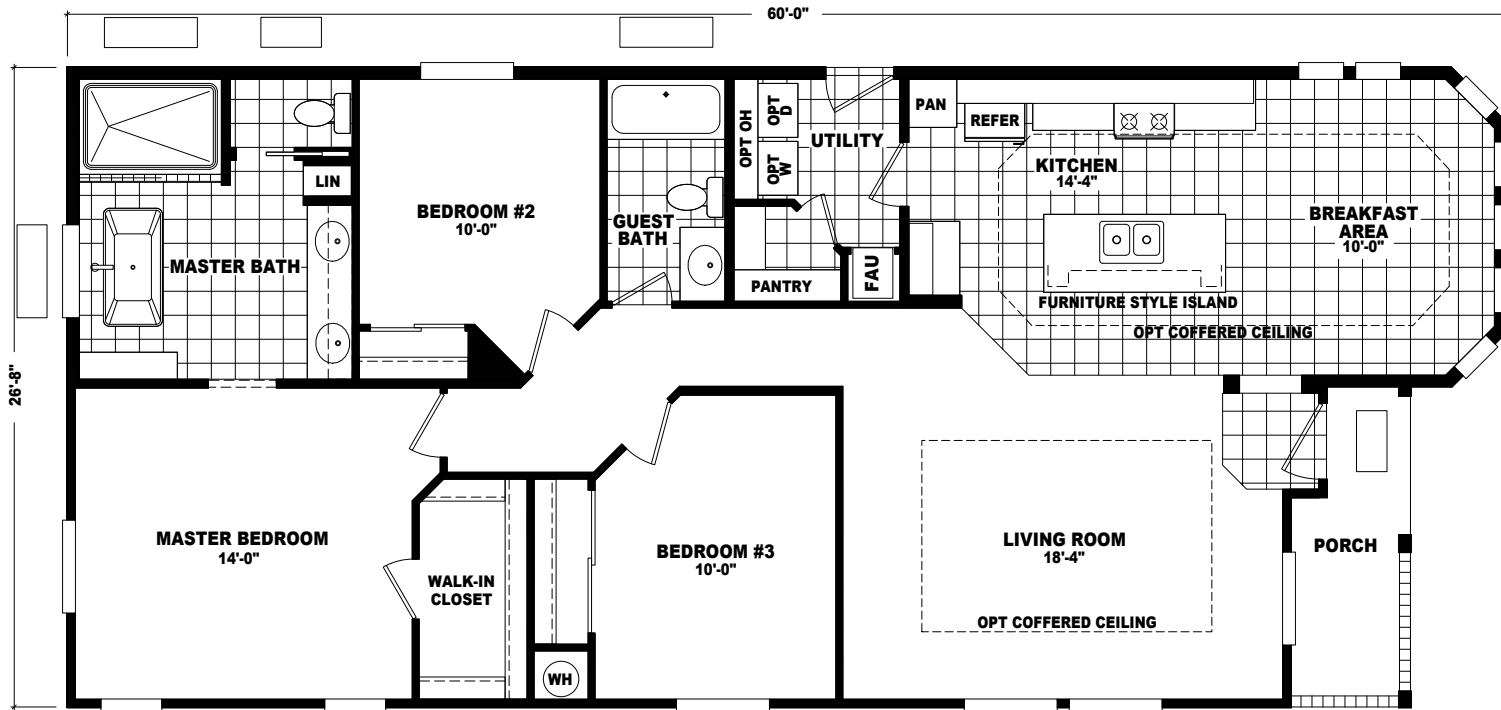 60'-0"
26'-8"
LIN
MASTER BATH
BEDROOM #2
10'-0"
GUEST
BATH
OPT OH
OPT
D
OPT
W
UTILITY
PANTRY
FAU
PAN
REFER
KITCHEN
14'-4"
BREAKFAST
AREA
10'-0"
FURNITURE STYLE ISLAND
OPT COFFERED CEILING
MASTER BEDROOM
14'-0"
WALK-IN
CLOSET
WH
BEDROOM #3
10'-0"
LIVING ROOM
18'-4"
OPT COFFERED CEILING
PORCH